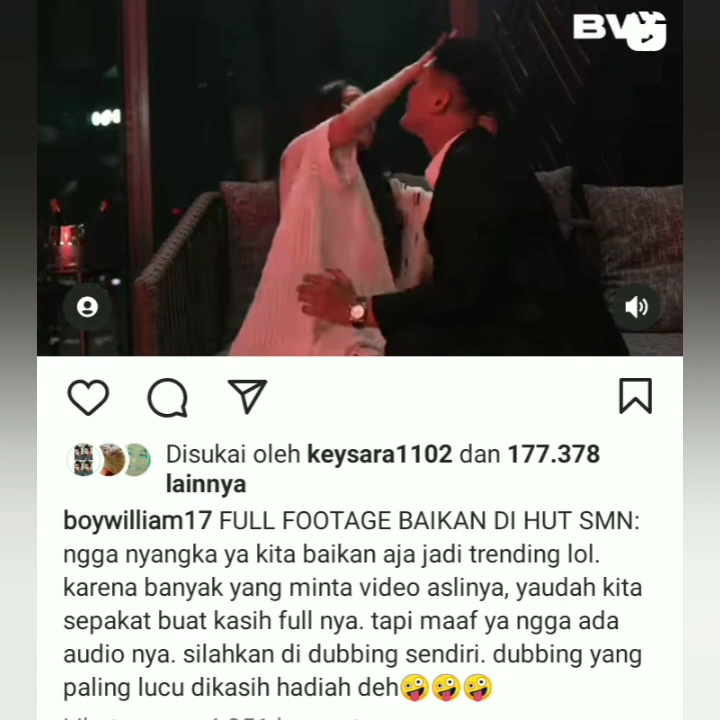 Disukai oleh keysara1102 dan 177.378
lainnya
boywilliam17 FULL FOOTAGE BAIKAN DI HUT SMN:
ngga nyangka ya kita baikan aja jadi trending lol.
karena banyak yang minta video aslinya, yaudah kita
sepakat buat kasih full nya. tapi maaf ya ngga ada
audio nya. silahkan di dubbing sendiri. dubbing yang
paling lucu dikasih hadiah deh🤪🤪🤪